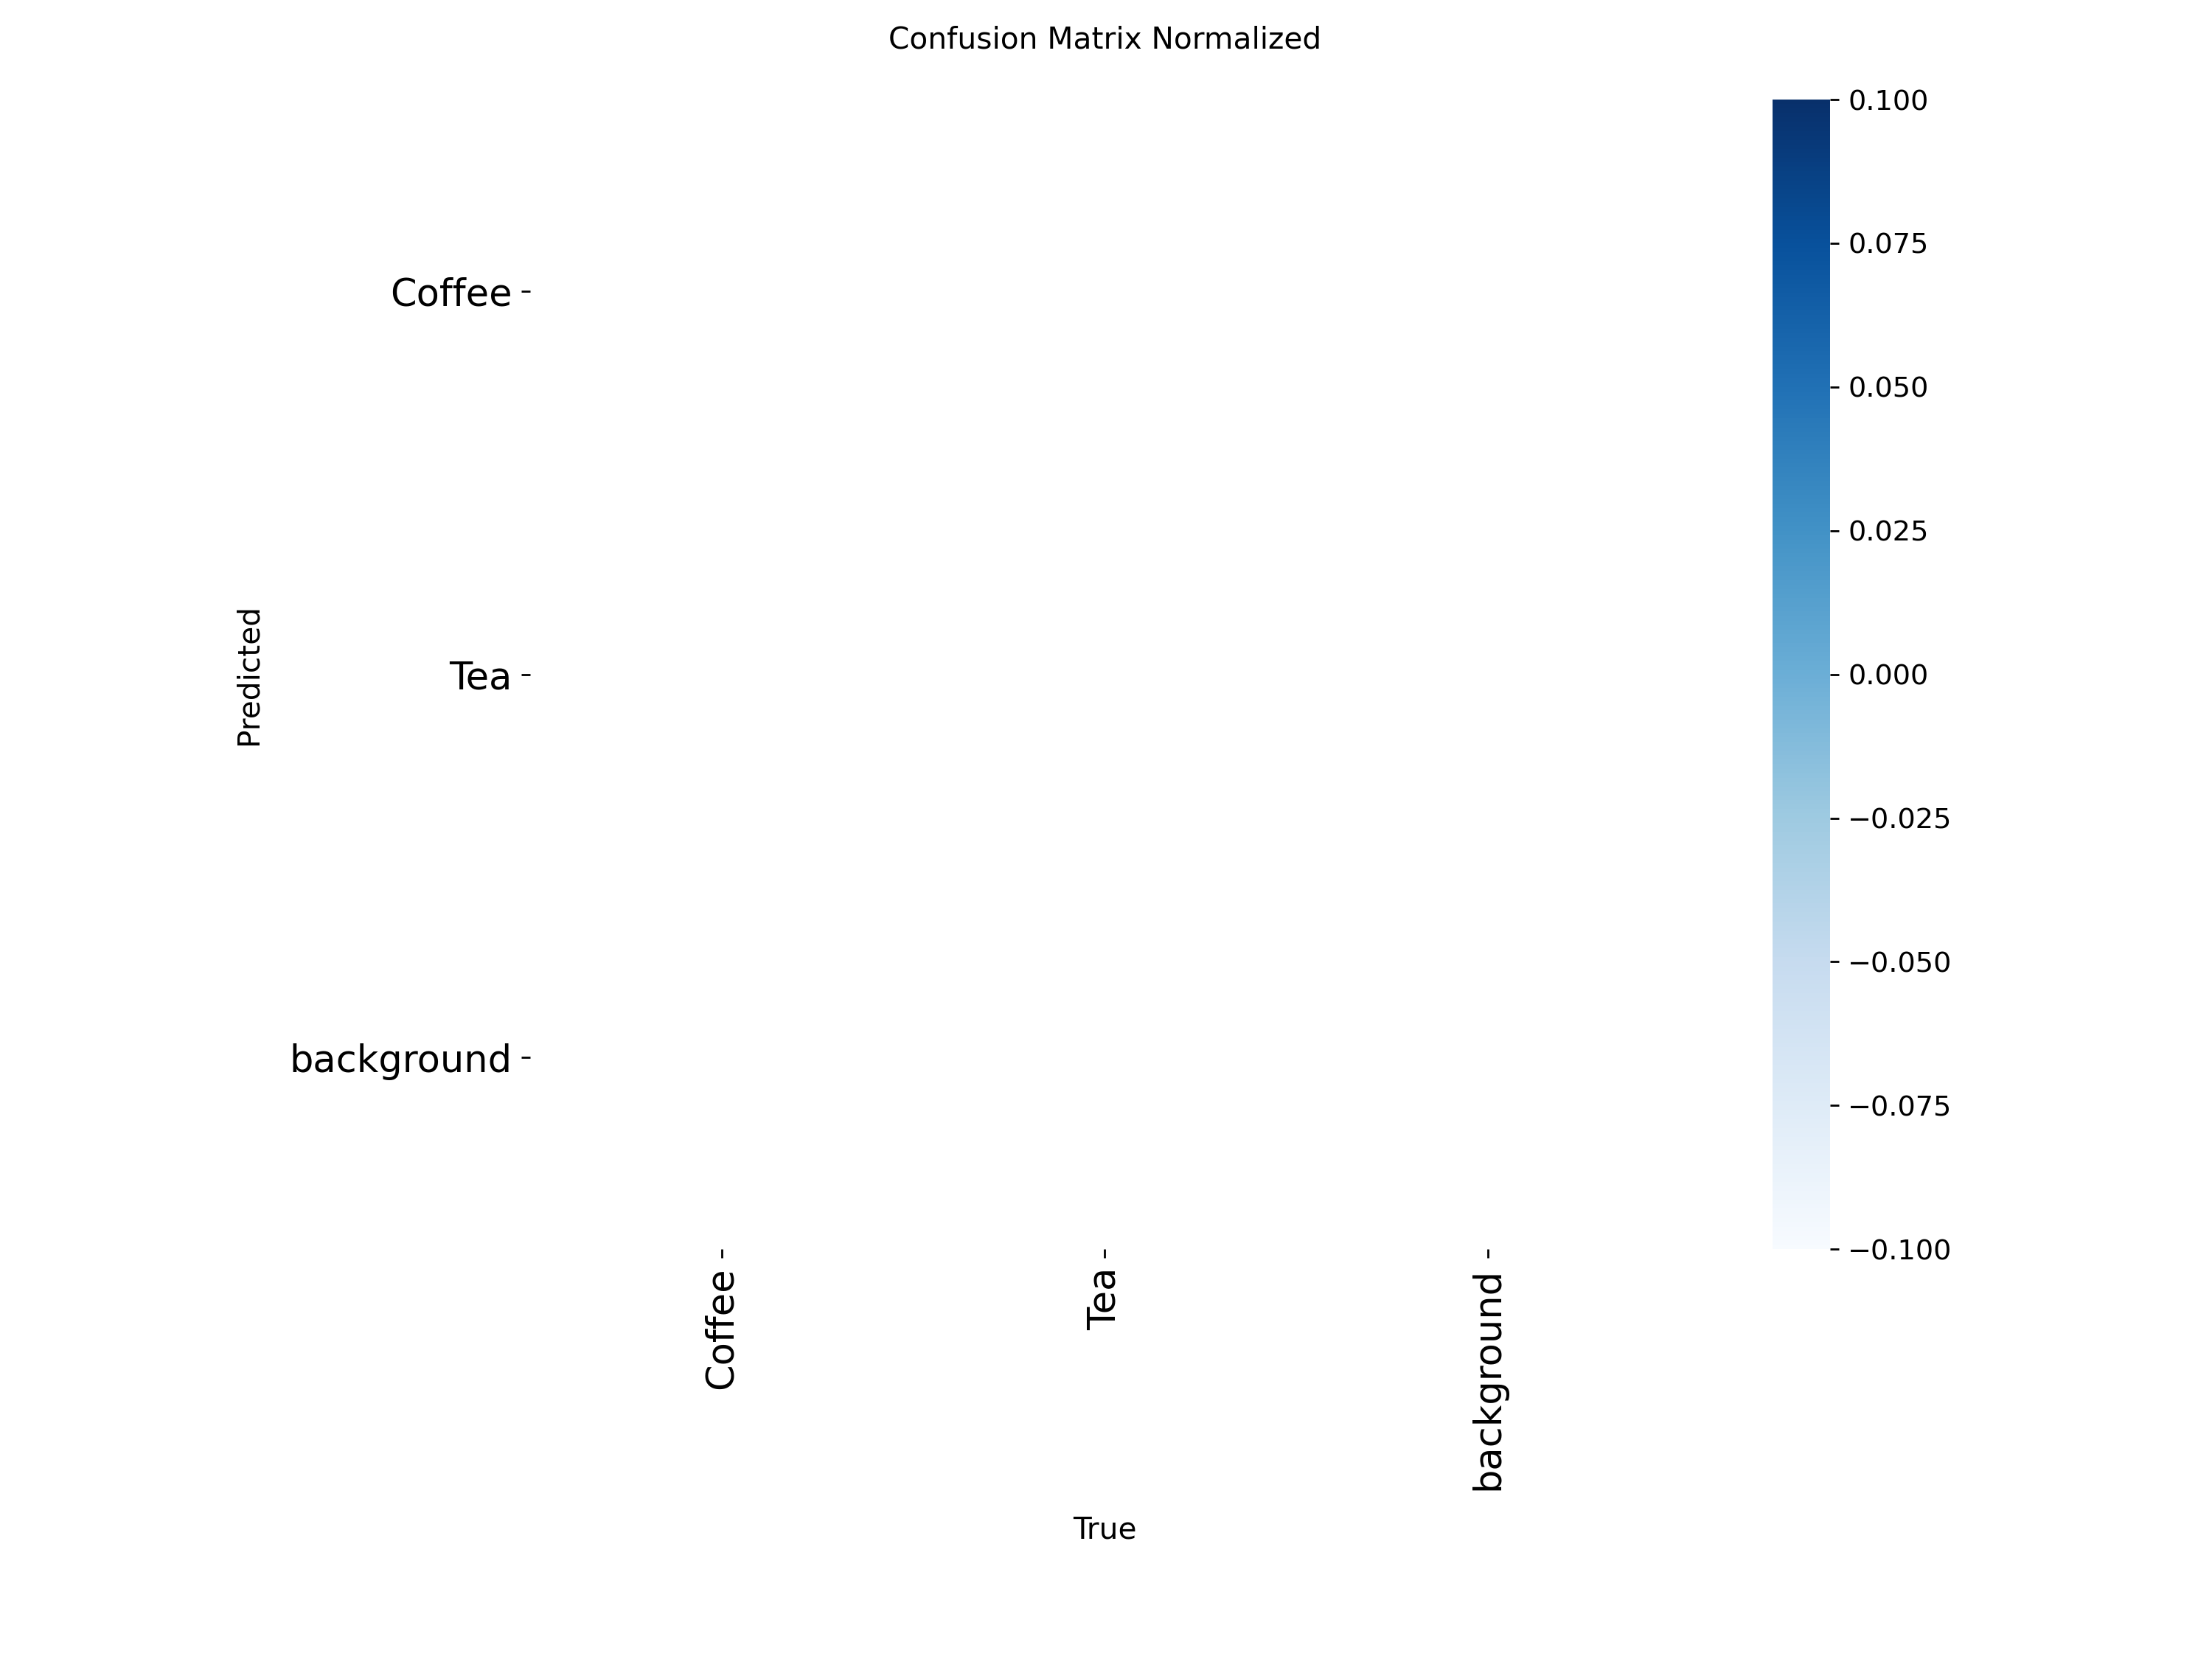 Confusion Matrix Normalized
Predicted
Coffee
Tea
background
Coffee
Tea
background
True
0.100
0.075
0.050
0.025
0.000
−0.025
−0.050
−0.075
−0.100